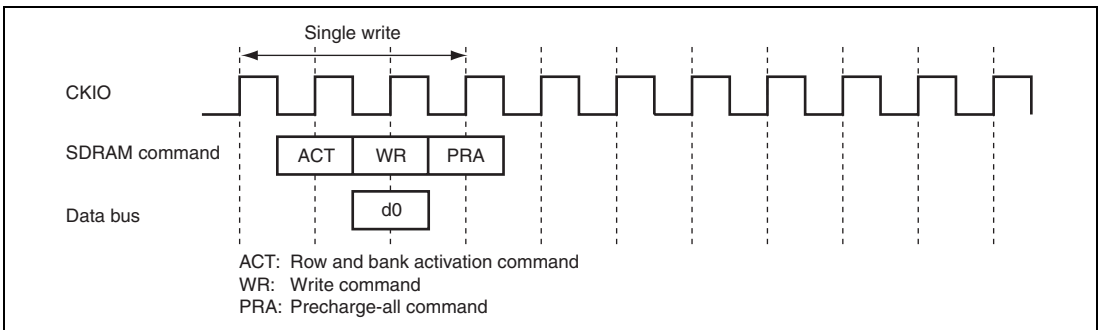 Single write
CKIO
SDRAM command
ACT WR PRA
Data bus
d0
ACT: Row and bank activation command
WR: Write command
PRA: Precharge-all command